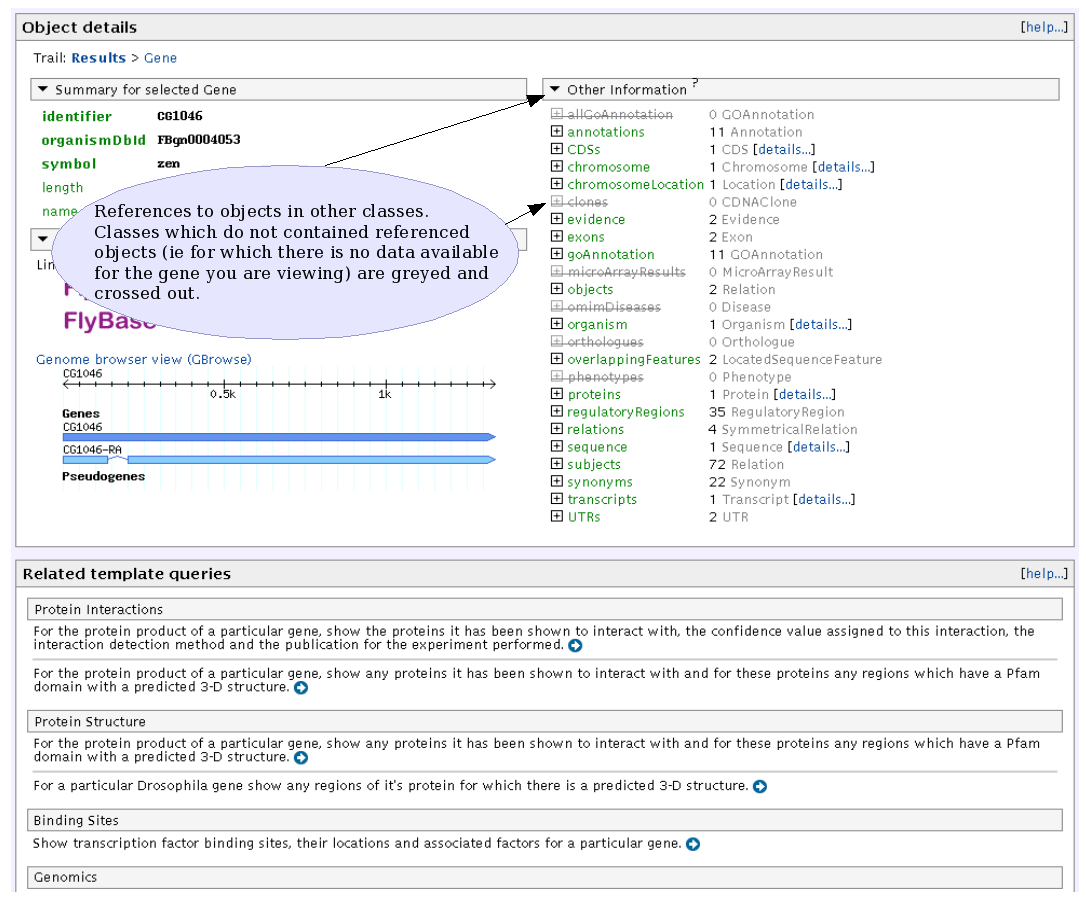 Object details
[help...]
Trail: Results > Gene
Summary for selected Gene
identifier CG1046
organismDbId FBgn0004053
symbol zen
length
name
References to objects in other classes.
Classes which do not contained referenced
objects (ie for which there is no data available
for the gene you are viewing) are greyed and
crossed out.
FlyBase
Genome browser view (GBrowse)
CG1046
0.5k 1k
Genes
CG1046
CG1046-RA
Pseudogenes
Other Information ?
allGoAnnotation 0 GOAnnotation
annotations 11 Annotation
CDSs 1 CDS [details...]
chromosome 1 Chromosome [details...]
chromosomeLocation 1 Location [details...]
clones 0 CDNAClone
evidence 2 Evidence
exons 2 Exon
goAnnotation 11 GOAnnotation
microArrayResults 0 MicroArrayResult
objects 2 Relation
omimDiseases 0 Disease
organism 1 Organism [details...]
orthologues 0 Orthologue
overlappingFeatures 2 LocatedSequenceFeature
phenotypes 0 Phenotype
proteins 1 Protein [details...]
regulatoryRegions 35 RegulatoryRegion
relations 4 SymmetricalRelation
sequence 1 Sequence [details...]
subjects 72 Relation
synonyms 22 Synonym
transcripts 1 Transcript [details...]
UTRs 2 UTR
Related template queries
[help...]
Protein Interactions
For the protein product of a particular gene, show the proteins it has been shown to interact with, the confidence value assigned to this interaction, the
interaction detection method and the publication for the experiment performed.
For the protein product of a particular gene, show any proteins it has been shown to interact with and for these proteins any regions which have a Pfam
domain with a predicted 3-D structure.
Protein Structure
For the protein product of a particular gene, show any proteins it has been shown to interact with and for these proteins any regions which have a Pfam
domain with a predicted 3-D structure.
For a particular Drosophila gene show any regions of it's protein for which there is a predicted 3-D structure.
Binding Sites
Show transcription factor binding sites, their locations and associated factors for a particular gene.
Genomics